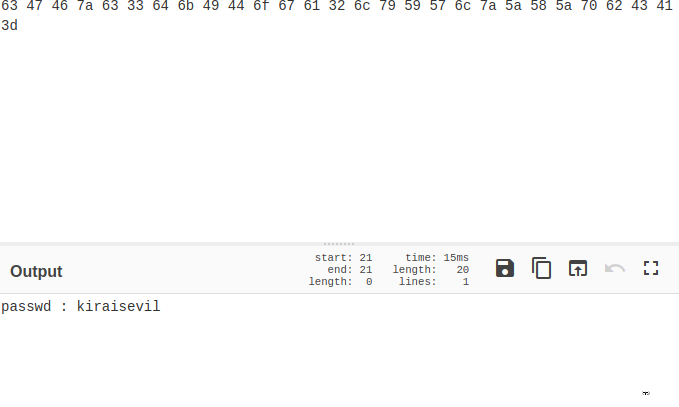 63 47 46 7a 63 33 64 6b 49 44 6f 67 61 32 6c 79 59 57 6c 7a 5a 58 5a 70 62 43 41
3d
Output
start: 21 time: 15ms
end: 21 length: 20
length: 0 lines: 1
passwd : kiraisevil